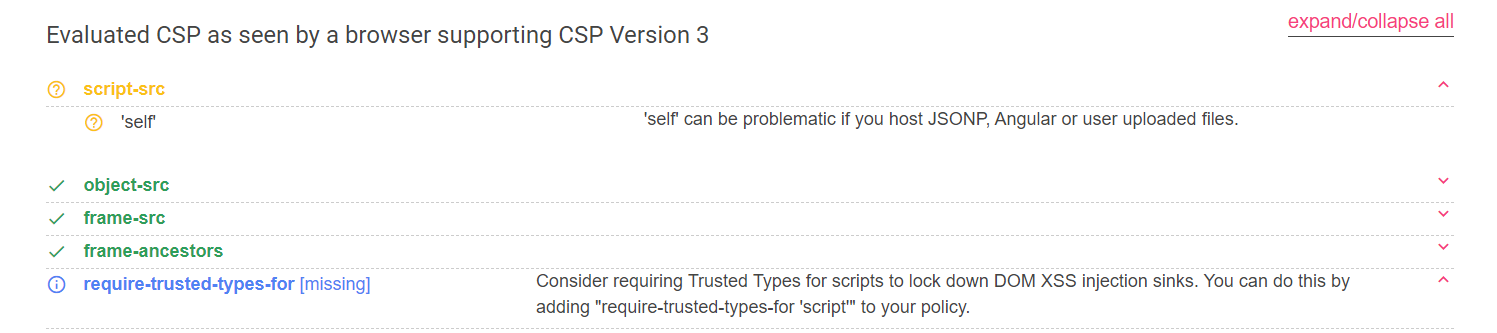 expand/collapse all
Evaluated CSP as seen by a browser supporting CSP Version 3
script-src
'self' 'self' can be problematic if you host JSONP, Angular or user uploaded files.
object-src
frame-src
frame-ancestors
require-trusted-types-for [missing] Consider requiring Trusted Types for scripts to lock down DOM XSS injection sinks. You can do this by
adding "require-trusted-types-for 'script'" to your policy.